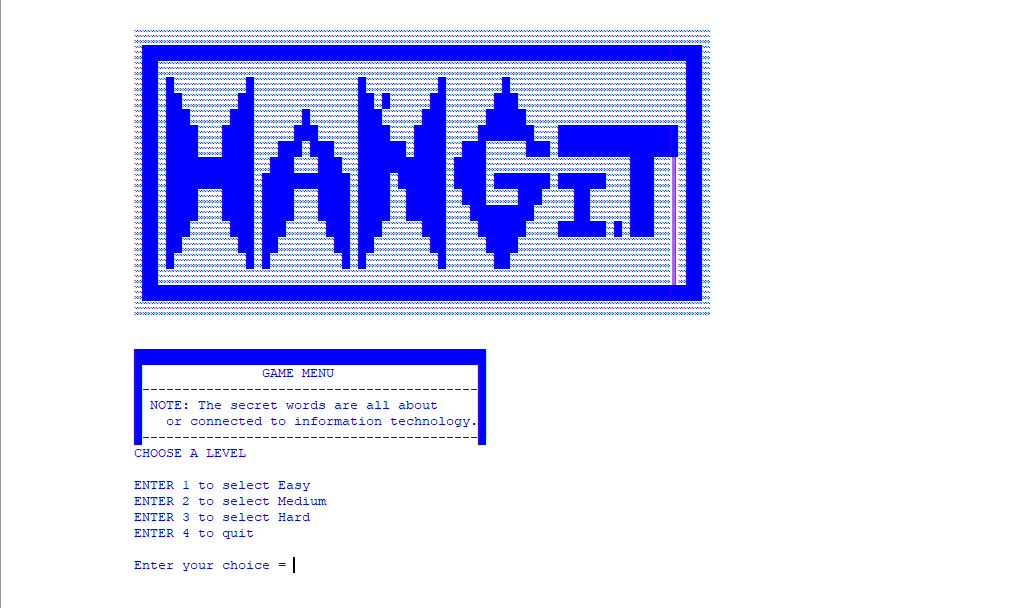 HANGIT
GAME MENU
NOTE: The secret words are all about
or connected to information technology.
CHOOSE A LEVEL
ENTER 1 to select Easy
ENTER 2 to select Medium
ENTER 3 to select Hard
ENTER 4 to quit
Enter your choice =